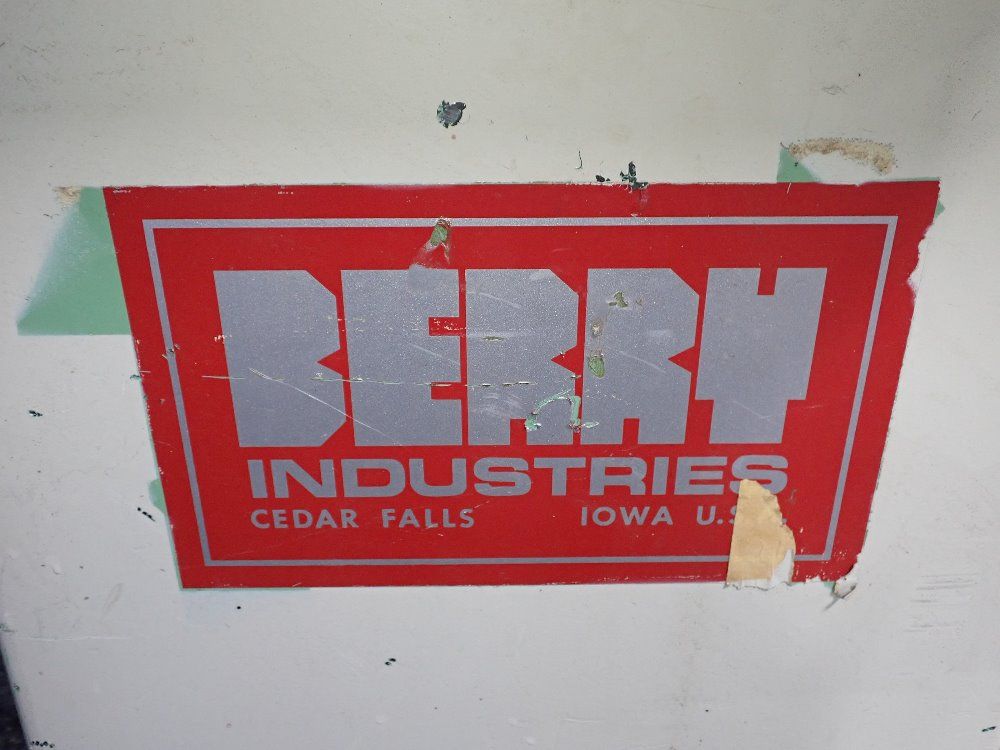 BERRY
INDUSTRIES
CEDAR FALLS IOWA U.S.